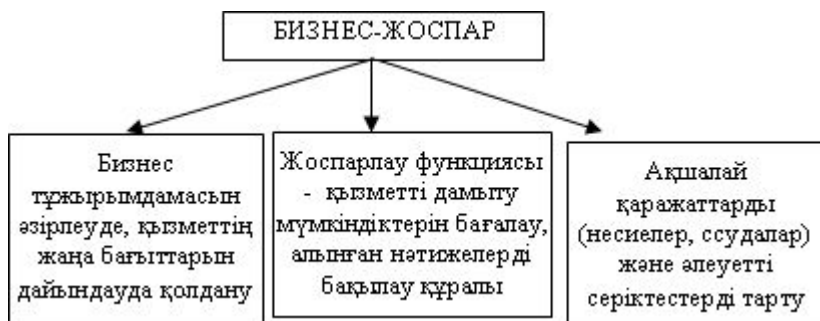 БИЗНЕС-ЖОСПАР
Бизнес
тұжырымдамасын
әзірлеуде, қызметтің
жаңа бағыттарын
дайындауда қолдану
Жоспарлау функциясы
- қызметті дамыту
мүмкіндіктерін бағалау,
алынған нәтижелерді
бақылау құралы
Ақшалай
қаражаттарды
(несиелер, ссудалар)
және әлеуетті
серіктестерді тарту